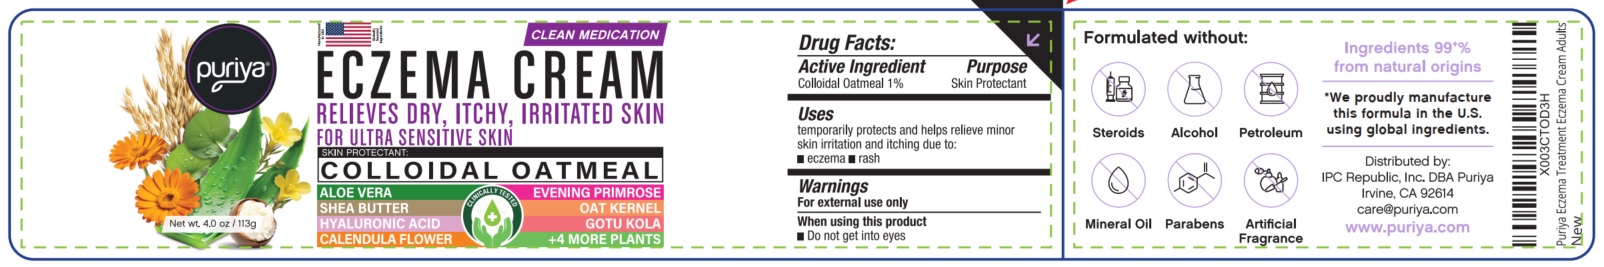 puriya®
Net wt. 4.0 oz / 113g
CLEAN MEDICATION
ECZEMA CREAM
RELIEVES DRY, ITCHY, IRRITATED SKIN
FOR ULTRA SENSITIVE SKIN
SKIN PROTECTANT:
COLLOIDAL OATMEAL
ALOE VERA
SHEA BUTTER
HYALURONIC ACID
CALENDULA FLOWER
CLINICALLY TESTED
EVENING PRIMROSE
OAT KERNEL
GOTU KOLA
+4 MORE PLANTS
Drug Facts:
Active Ingredient Purpose
Colloidal Oatmeal 1% Skin Protectant
Uses
temporarily protects and helps relieve minor
skin irritation and itching due to:
■ eczema ■ rash
Warnings
For external use only
When using this product
■ Do not get into eyes
Formulated without:
Steroids Alcohol Petroleum
Mineral Oil Parabens Artificial
Fragrance
Ingredients 99⁺%
from natural origins
*We proudly manufacture
this formula in the U.S.
using global ingredients.
Distributed by:
IPC Republic, Inc. DBA Puriya
Irvine, CA 92614
care@puriya.com
www.puriya.com
X003CTOD3H
Puriya Eczema Treatment Eczema Cream Adults
New